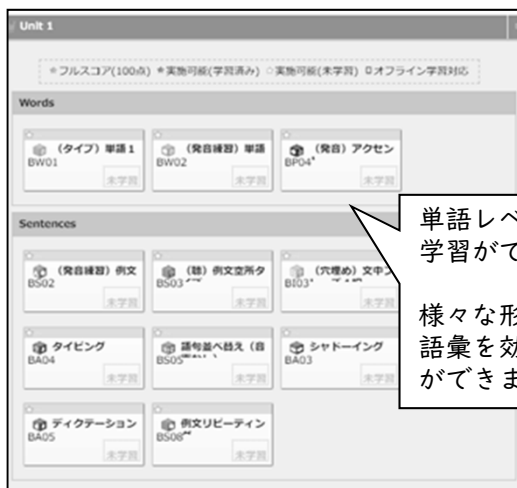 Unit 1
★フルスコア(100点) ★実施可能(学習済み) ☆実施可能(未学習) オフライン学習対応
Words
(タイプ) 単語1
BW01
未学習
(発音練習) 単語
BW02
未学習
(発音) アクセン
BP04
未学習
Sentences
(発音練習) 例文
BS02
未学習
(聴) 例文空所タ
BS03
未学習
(穴埋め) 文中
BI03
タイピング
BA04
未学習
語句並べ替え (音
BS05
未学習
シャドーイング
BA03
未学習
ディクテーション
BA05
未学習
例文リピーティン
BS08
未学習
単語レベ
学習がで
様々な形
語彙を効
ができま